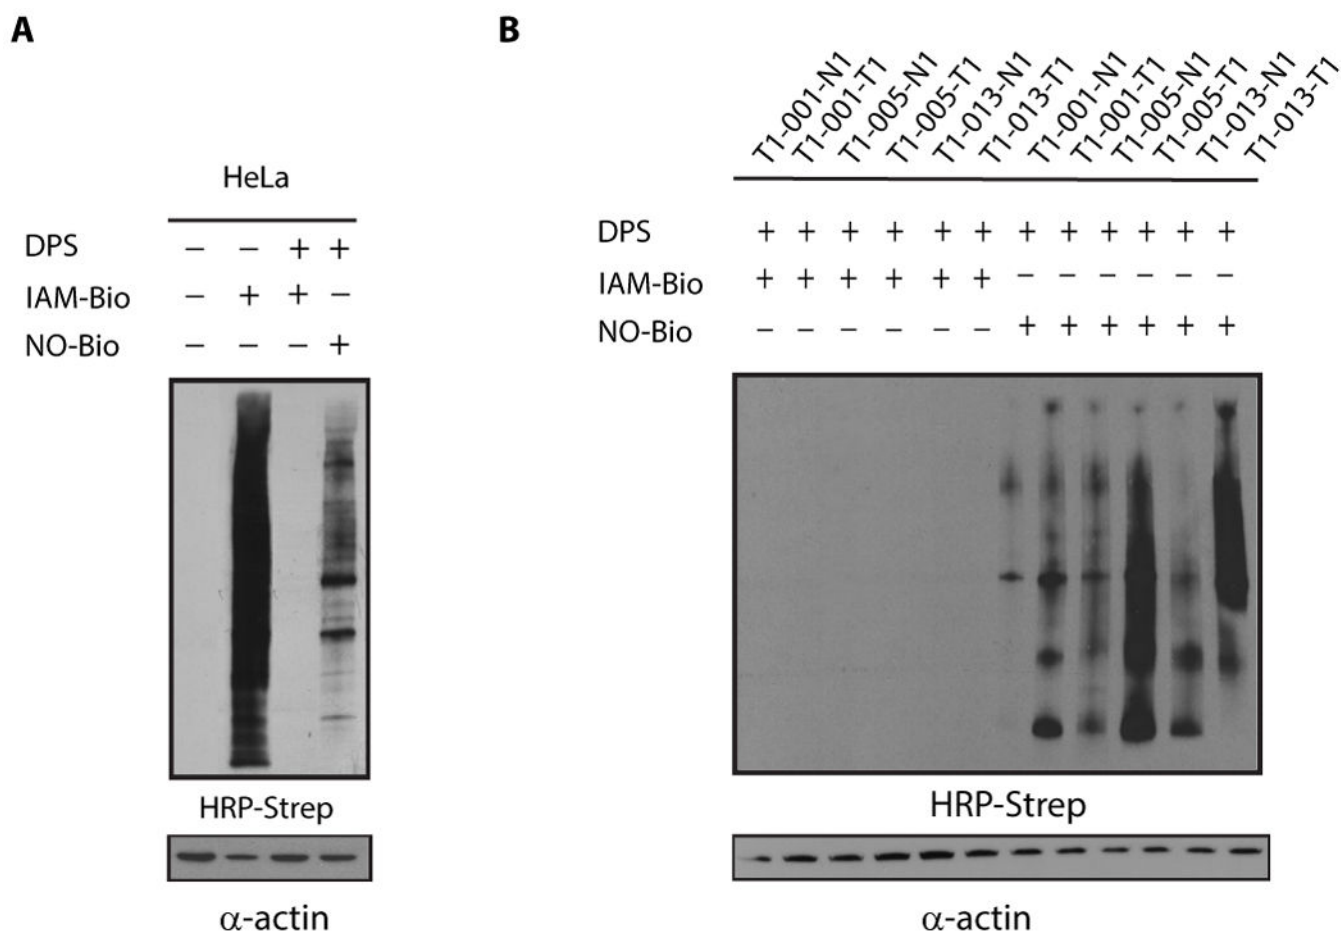 A
HeLa
DPS – – + +
IAM-Bio – + + –
NO-Bio – – – +
HRP-Strep
α-actin
B
T1-001-N1 T1-001-T1 T1-005-N1 T1-005-T1 T1-013-N1 T1-013-T1 T1-001-N1 T1-001-T1 T1-005-N1 T1-005-T1 T1-013-N1 T1-013-T1
DPS + + + + + + + + + + + +
IAM-Bio + + + + + + – – – – – –
NO-Bio – – – – – – + + + + + +
HRP-Strep
α-actin